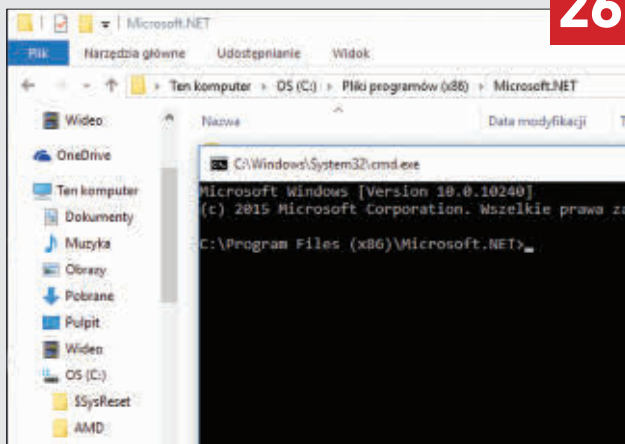 26
Microsoft.NET
Plik Narzędzia główne Udostępnianie Widok
Ten komputer OS (C:) Pliki programów (x86) Microsoft.NET
Nazwa Data modyfikacji T
Wideo
OneDrive
Ten komputer
Dokumenty
Muzyka
Obrazy
Pobrane
Pulpit
Wideo
OS (C:)
$SysReset
AMD
C:\Windows\System32\cmd.exe
Microsoft Windows [Version 10.0.10240]
(c) 2015 Microsoft Corporation. Wszelkie prawa za
C:\Program Files (x86)\Microsoft.NET>_